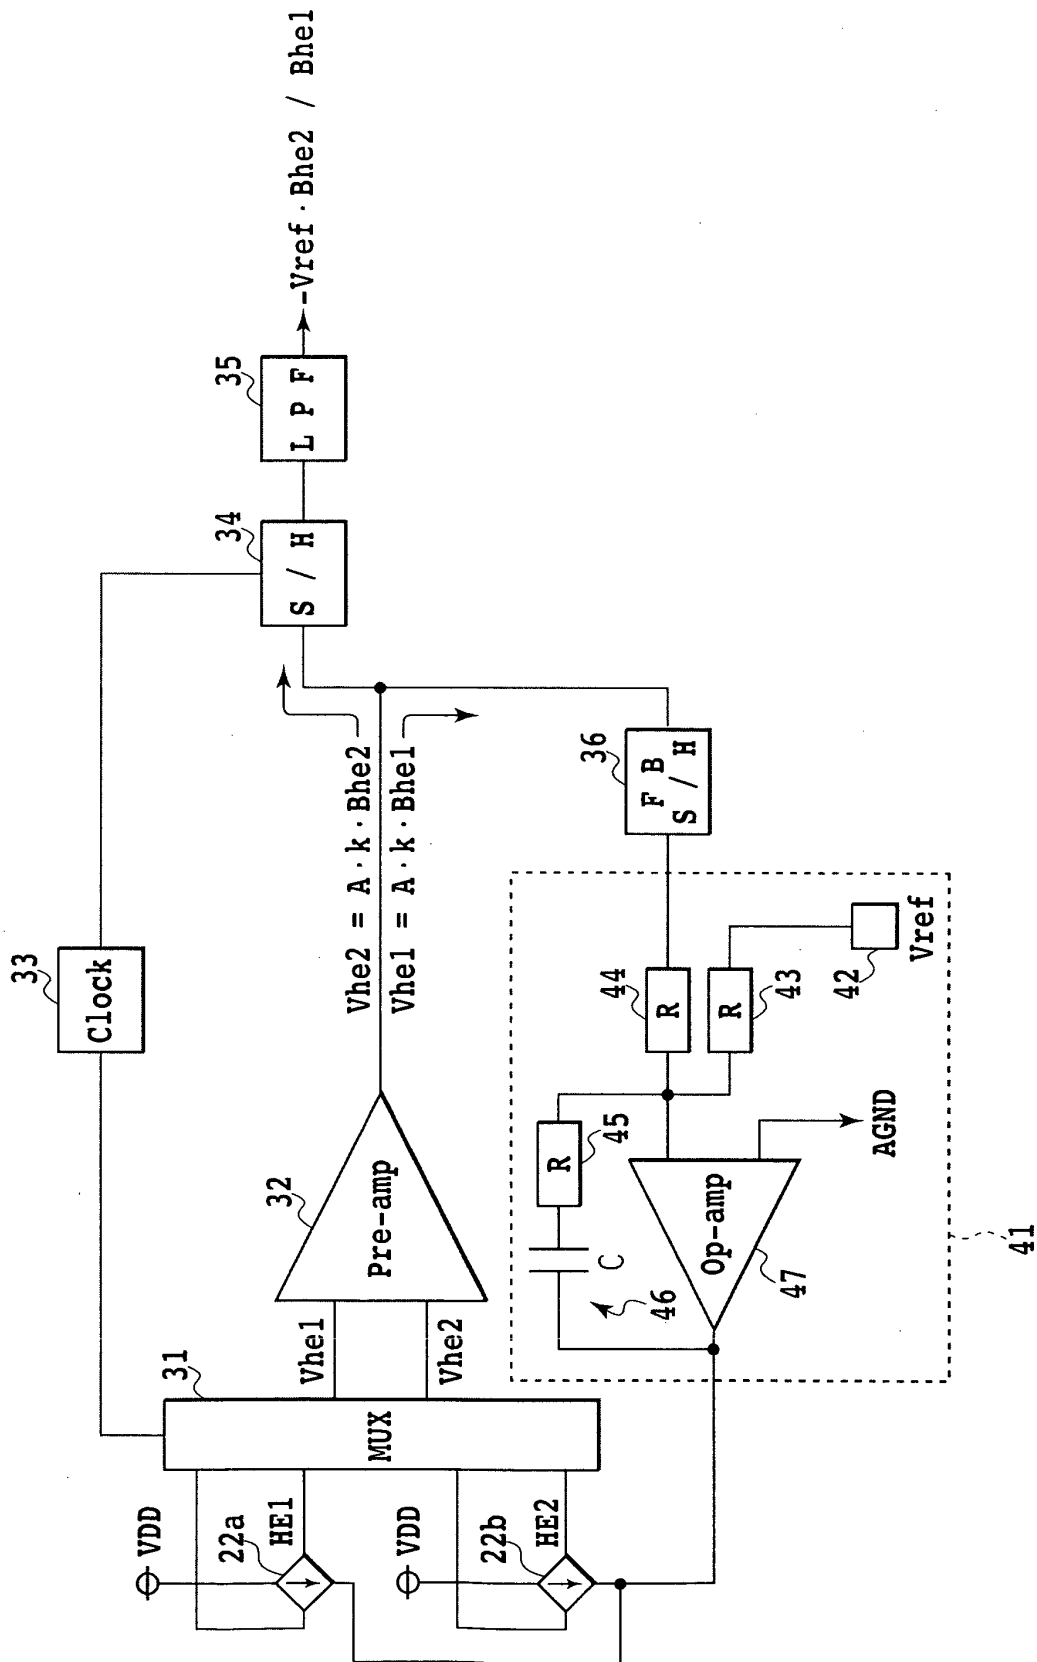 33
Clock
VDD
22a
HE1
VDD
22b
HE2
31
MUX
Vhe1
Vhe2
32
Pre-amp
Vhe2 = A·k·Bhe2
Vhe1 = A·k·Bhe1
34
S / H
35
L P F
-Vref·Bhe2 / Bhe1
36
F B
S / H
44
R
R
43
42
Vref
R
45
C
46
Op-amp
47
AGND
41